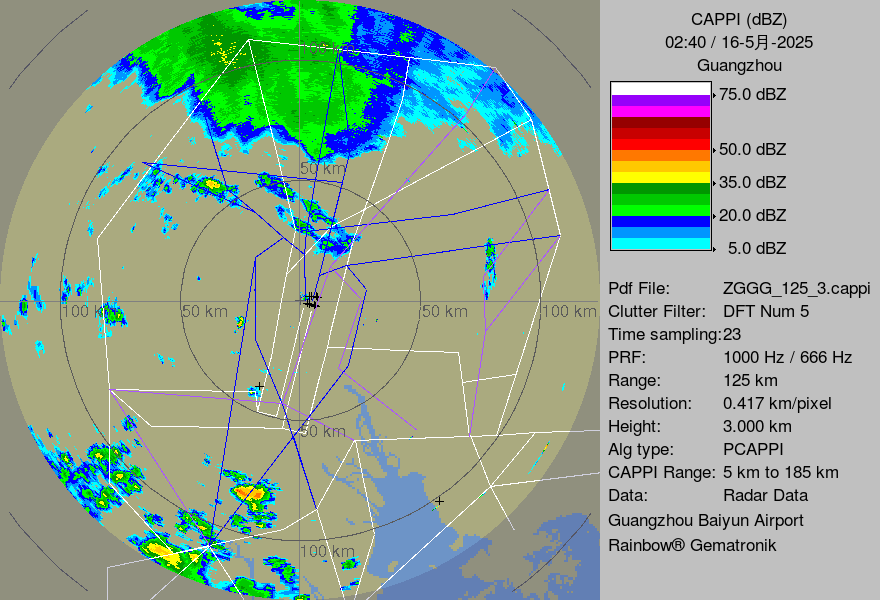 CAPPI (dBZ)
02:40 / 16-5月-2025
Guangzhou
75.0 dBZ
50.0 dBZ
35.0 dBZ
20.0 dBZ
5.0 dBZ
Pdf File: ZGGG_125_3.cappi
Clutter Filter: DFT Num 5
Time sampling:23
PRF: 1000 Hz / 666 Hz
Range: 125 km
Resolution: 0.417 km/pixel
Height: 3.000 km
Alg type: PCAPPI
CAPPI Range: 5 km to 185 km
Data: Radar Data
Guangzhou Baiyun Airport
Rainbow® Gematronik
100 km
50 km
100 km
50 km
50 km
100 km
50 km
100 km